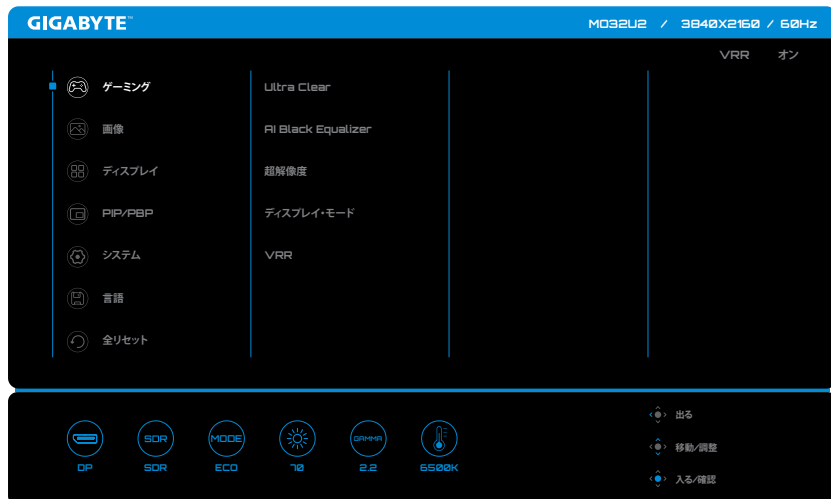 GIGABYTE™
MO32U2 / 3840X2160 / 60Hz
VRR オン
ゲーミング
画像
ディスプレイ
PIP/PBP
システム
言語
全リセット
Ultra Clear
AI Black Equalizer
超解像度
ディスプレイ・モード
VRR
SDR
MODE
GAMMA
DP
SDR
ECO
70
2.2
6500K
出る
移動/調整
入る/確認